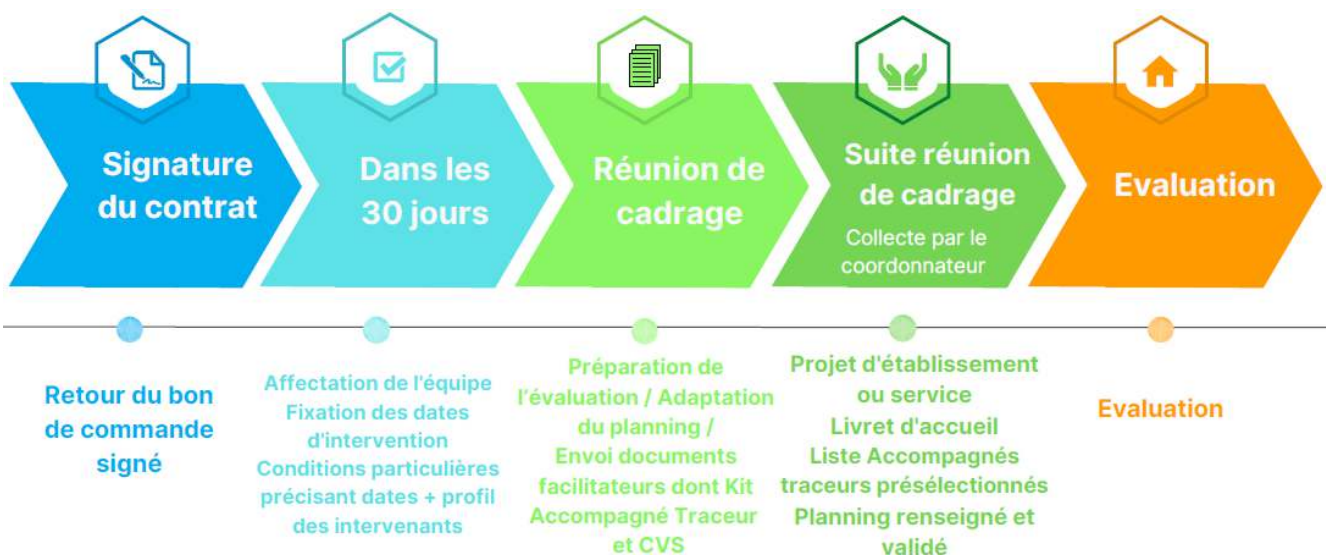 Signature
du contrat
Dans les
30 jours
Réunion de
cadrage
Suite réunion
de cadrage
Collecte par le
coordonnateur
Evaluation
Retour du bon
de commande
signé
Affectation de l'équipe
Fixation des dates
d'intervention
Conditions particulières
précisant dates + profil
des intervenants
Préparation de
l'évaluation / Adaptation
du planning /
Envoi documents
facilitateurs dont Kit
Accompagné Traceur
et CVS
Projet d'établissement
ou service
Livret d'accueil
Liste Accompagnés
traceurs présélectionnés
Planning renseigné et
validé
Evaluation